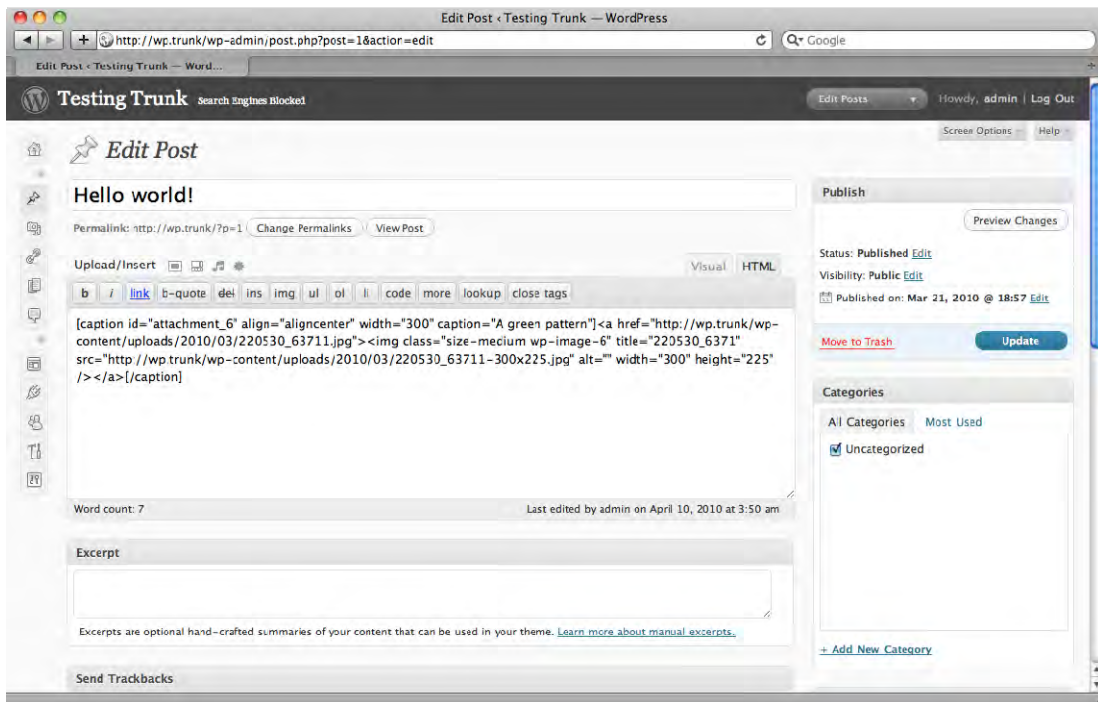 Edit Post ‹ Testing Trunk — WordPress
http://wp.trunk/wp-admin/post.php?post=1&action=edit
Google
Edit Post ‹ Testing Trunk — Word...
Testing Trunk Search Engines Blocked
Edit Posts
Howdy, admin | Log Out
Screen Options
Help
Edit Post
Hello world!
Permalink: http://wp.trunk/?p=1 Change Permalinks View Post
Upload/Insert
Visual HTML
b i link b-quote del ins img ul ol li code more lookup close tags
[caption id="attachment_6" align="aligncenter" width="300" caption="A green pattern"]<a href="http://wp.trunk/wp-
content/uploads/2010/03/220530_63711.jpg"><img class="size-medium wp-image-6" title="220530_6371"
src="http://wp.trunk/wp-content/uploads/2010/03/220530_63711-300x225.jpg" alt="" width="300" height="225"
/></a>[/caption]
Word count: 7
Last edited by admin on April 10, 2010 at 3:50 am
Excerpt
Excerpts are optional hand-crafted summaries of your content that can be used in your theme. Learn more about manual excerpts.
Send Trackbacks
Publish
Preview Changes
Status: Published Edit
Visibility: Public Edit
Published on: Mar 21, 2010 @ 18:57 Edit
Move to Trash
Update
Categories
All Categories Most Used
Uncategorized
+ Add New Category